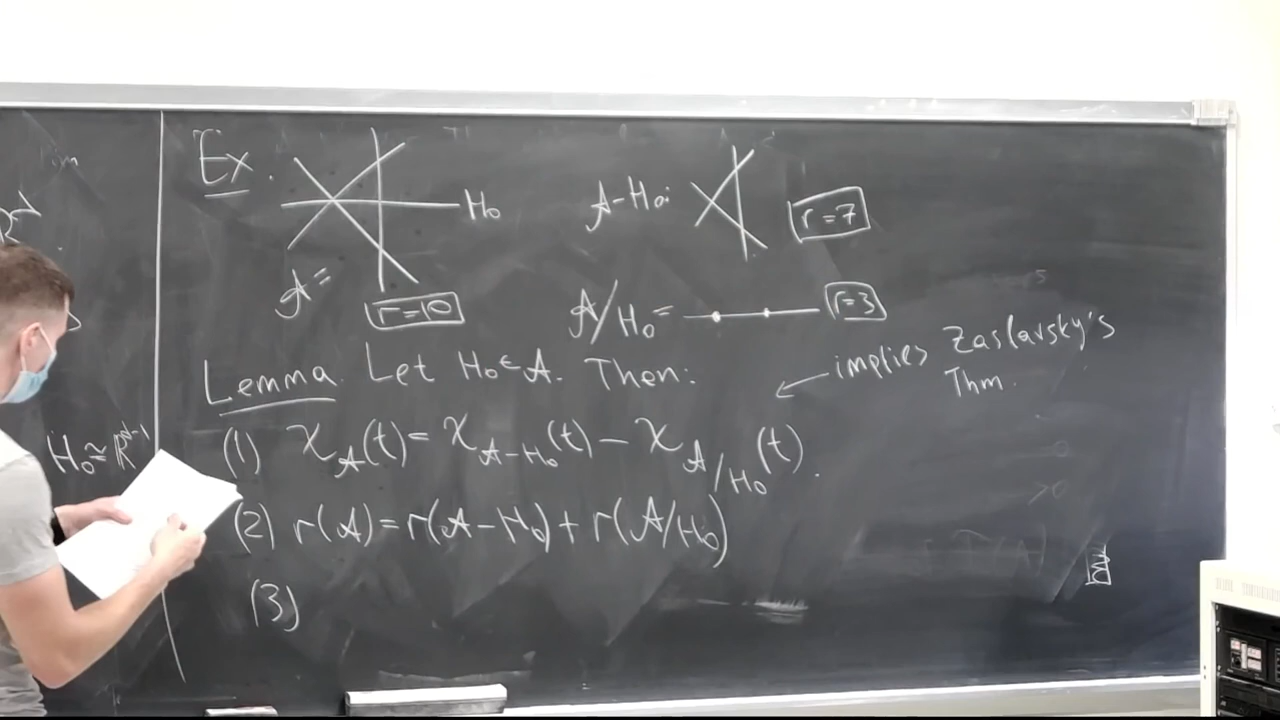 Ex.
H₀
A=
r=10
A-H₀:
r=7
A/H₀=
r=3
Lemma. Let H₀∈A. Then:
← implies Zaslavsky's
Thm.
(1) χ_A(t) = χ_{A-H₀}(t) - χ_{A/H₀}(t).
(2) r(A) = r(A-H₀) + r(A/H₀)
(3)
H₀≅ℝ^{d-1}